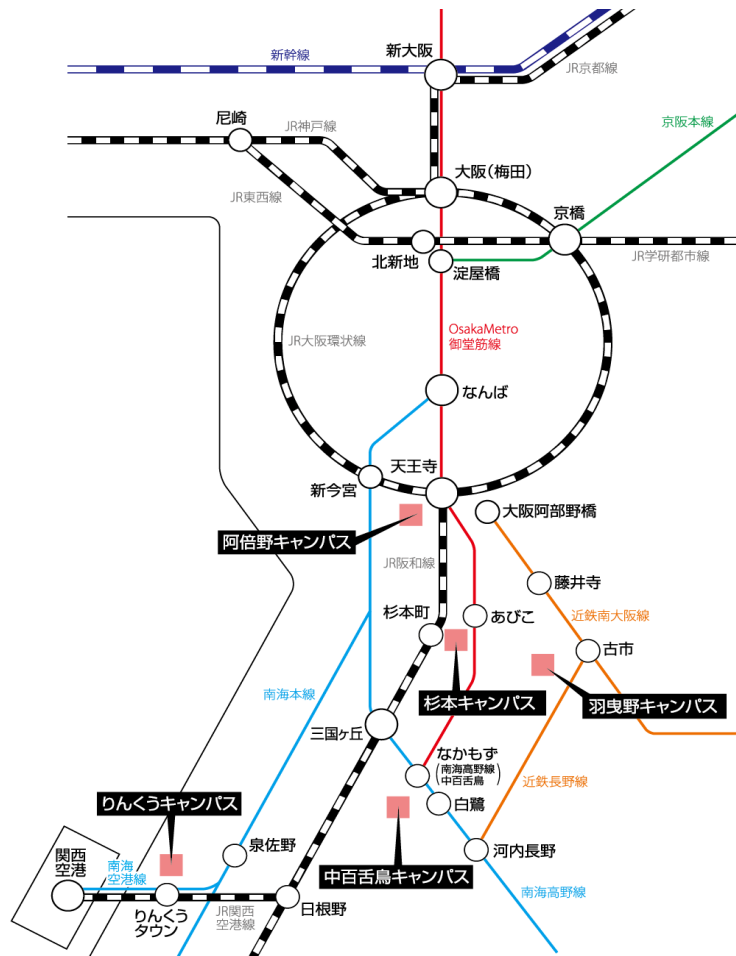 新大阪
新幹線
JR京都線
尼崎
JR神戸線
京阪本線
大阪(梅田)
JR東西線
京橋
北新地
淀屋橋
JR学研都市線
OsakaMetro
御堂筋線
JR大阪環状線
なんば
天王寺
新今宮
大阪阿部野橋
阿倍野キャンパス
JR阪和線
藤井寺
杉本町
あびこ
近鉄南大阪線
古市
南海本線
杉本キャンパス
羽曳野キャンパス
三国ヶ丘
なかもず
(南海高野線
中百舌鳥)
近鉄長野線
りんくうキャンパス
白鷺
泉佐野
河内長野
関西
空港
南海
空港線
中百舌鳥キャンパス
南海高野線
りんくう
タウン
JR関西
空港線
日根野